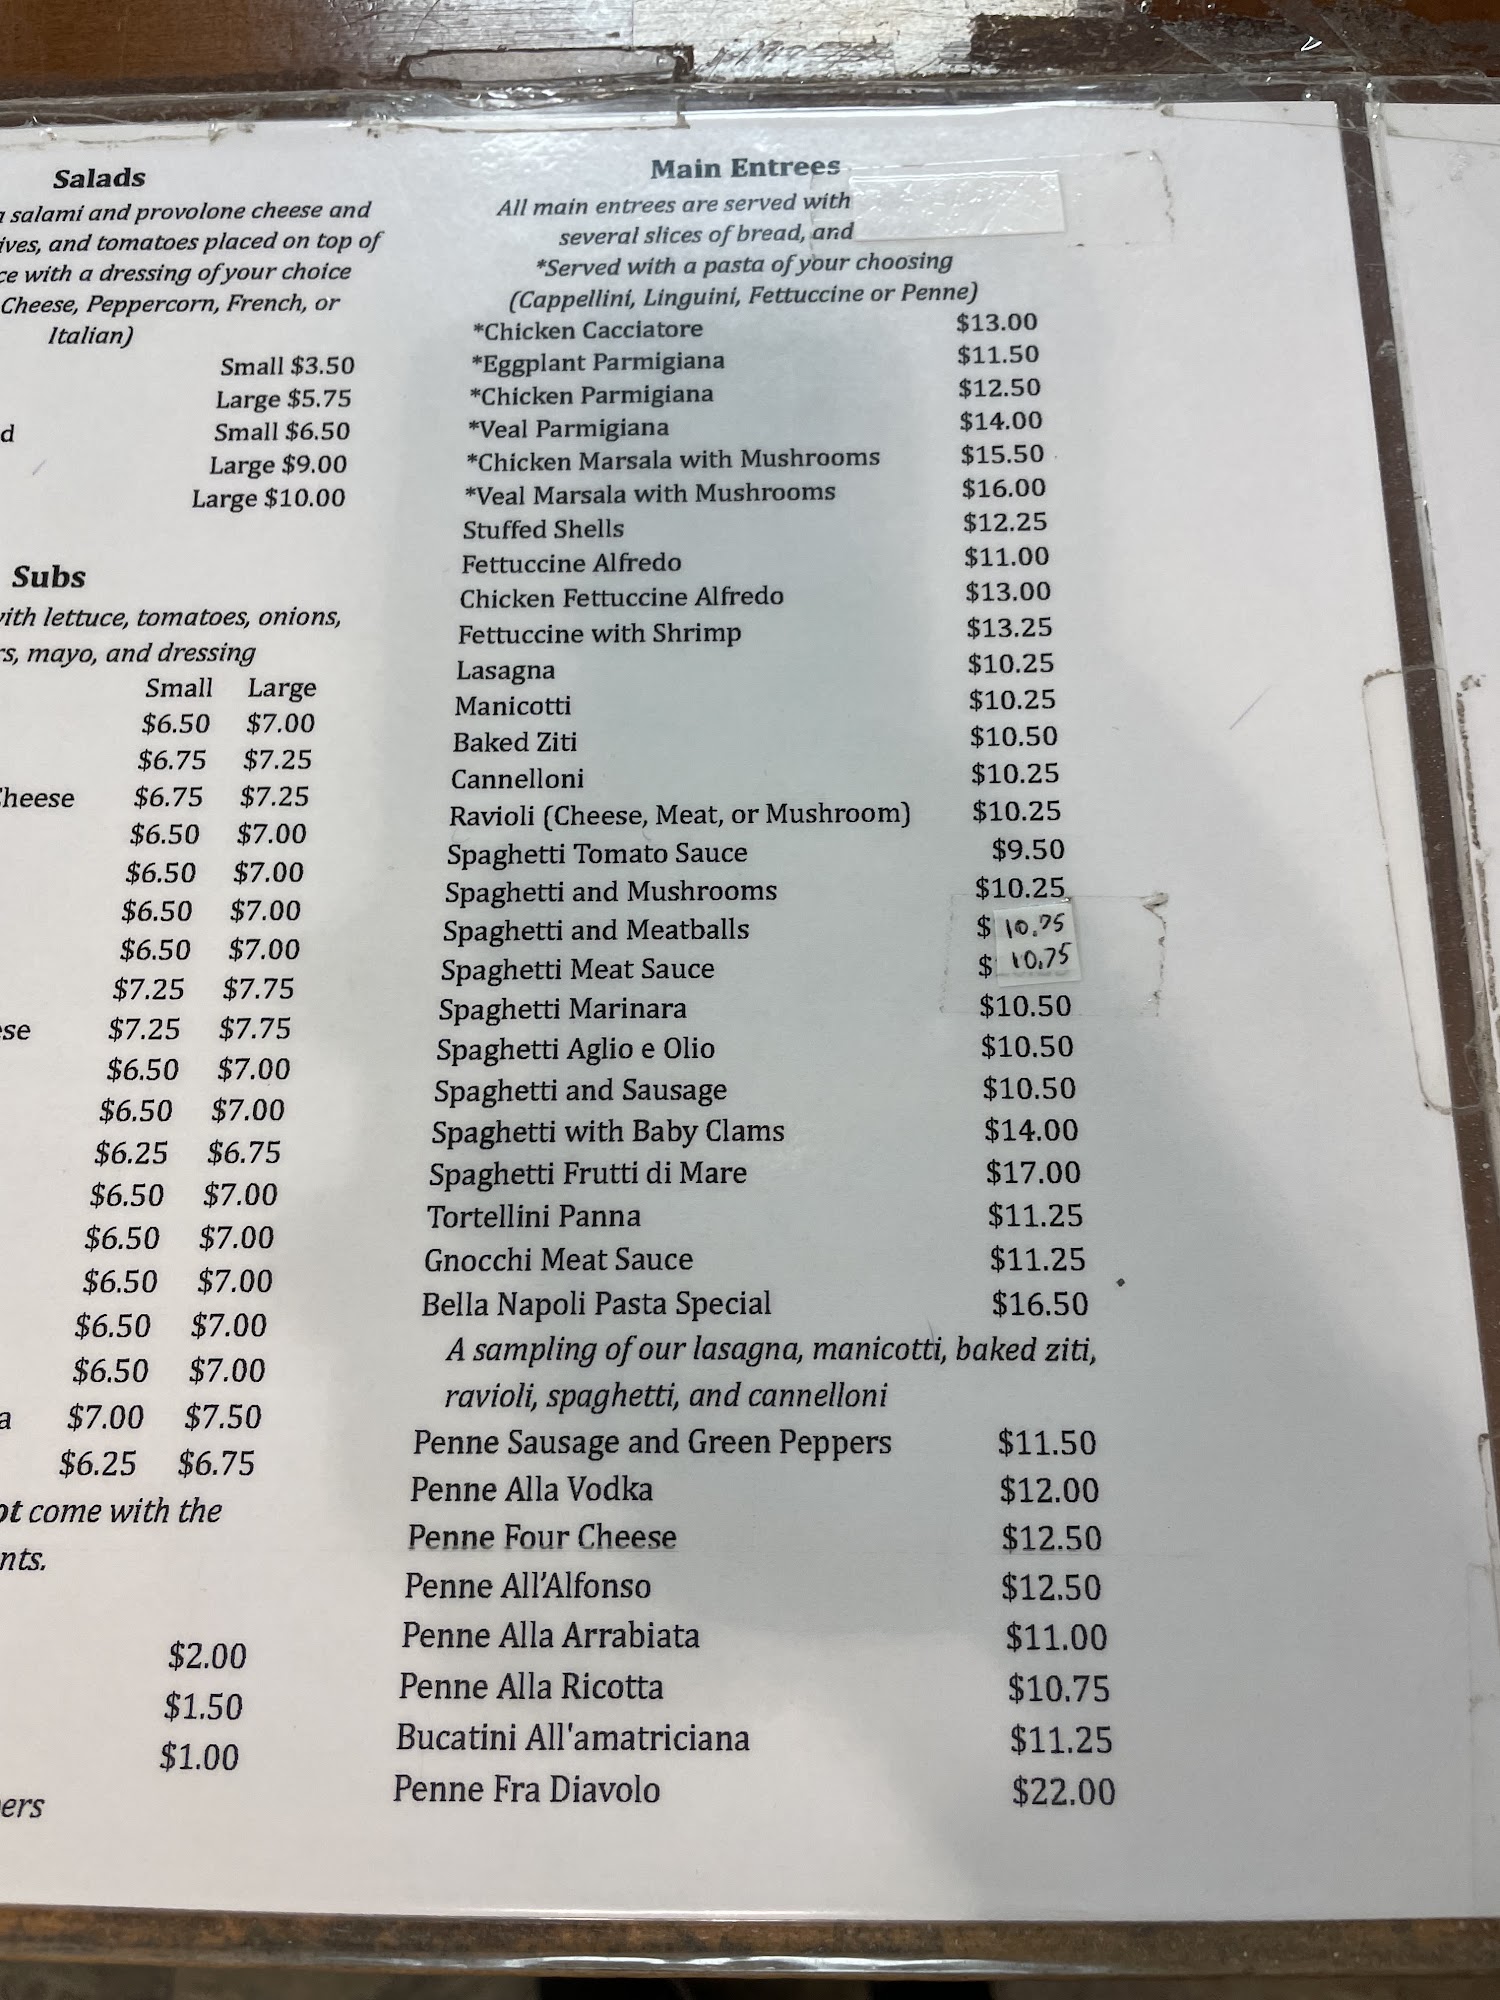 Salads
salami and provolone cheese and
and tomatoes placed on top of
with a dressing of your choice
Cheese, Peppercorn, French, or
Italian)
Small $3.50
Large $5.75
Small $6.50
Large $9.00
Large $10.00
Subs
lettuce, tomatoes, onions,
mayo, and dressing
Small Large
$6.50 $7.00
$6.75 $7.25
$6.75 $7.25
$6.50 $7.00
$6.50 $7.00
$6.50 $7.00
$6.50 $7.00
$7.25 $7.75
$7.25 $7.75
$6.50 $7.00
$6.50 $7.00
$6.25 $6.75
$6.50 $7.00
$6.50 $7.00
$6.50 $7.00
$6.50 $7.00
$6.50 $7.00
$7.00 $7.50
$6.25 $6.75
come with the
$2.00
$1.50
$1.00
Main Entrees
All main entrees are served with
several slices of bread, and
*Served with a pasta of your choosing
(Cappellini, Linguini, Fettuccine or Penne)
*Chicken Cacciatore $13.00
*Eggplant Parmigiana $11.50
*Chicken Parmigiana $12.50
*Veal Parmigiana $14.00
*Chicken Marsala with Mushrooms $15.50
*Veal Marsala with Mushrooms $16.00
Stuffed Shells $12.25
Fettuccine Alfredo $11.00
Chicken Fettuccine Alfredo $13.00
Fettuccine with Shrimp $13.25
Lasagna $10.25
Manicotti $10.25
Baked Ziti $10.50
Cannelloni $10.25
Ravioli (Cheese, Meat, or Mushroom) $10.25
Spaghetti Tomato Sauce $9.50
Spaghetti and Mushrooms $10.25
Spaghetti and Meatballs $ 10.75
Spaghetti Meat Sauce $ 10.75
Spaghetti Marinara $10.50
Spaghetti Aglio e Olio $10.50
Spaghetti and Sausage $10.50
Spaghetti with Baby Clams $14.00
Spaghetti Frutti di Mare $17.00
Tortellini Panna $11.25
Gnocchi Meat Sauce $11.25
Bella Napoli Pasta Special $16.50
A sampling of our lasagna, manicotti, baked ziti,
ravioli, spaghetti, and cannelloni
Penne Sausage and Green Peppers $11.50
Penne Alla Vodka $12.00
Penne Four Cheese $12.50
Penne All'Alfonso $12.50
Penne Alla Arrabiata $11.00
Penne Alla Ricotta $10.75
Bucatini All'amatriciana $11.25
Penne Fra Diavolo $22.00